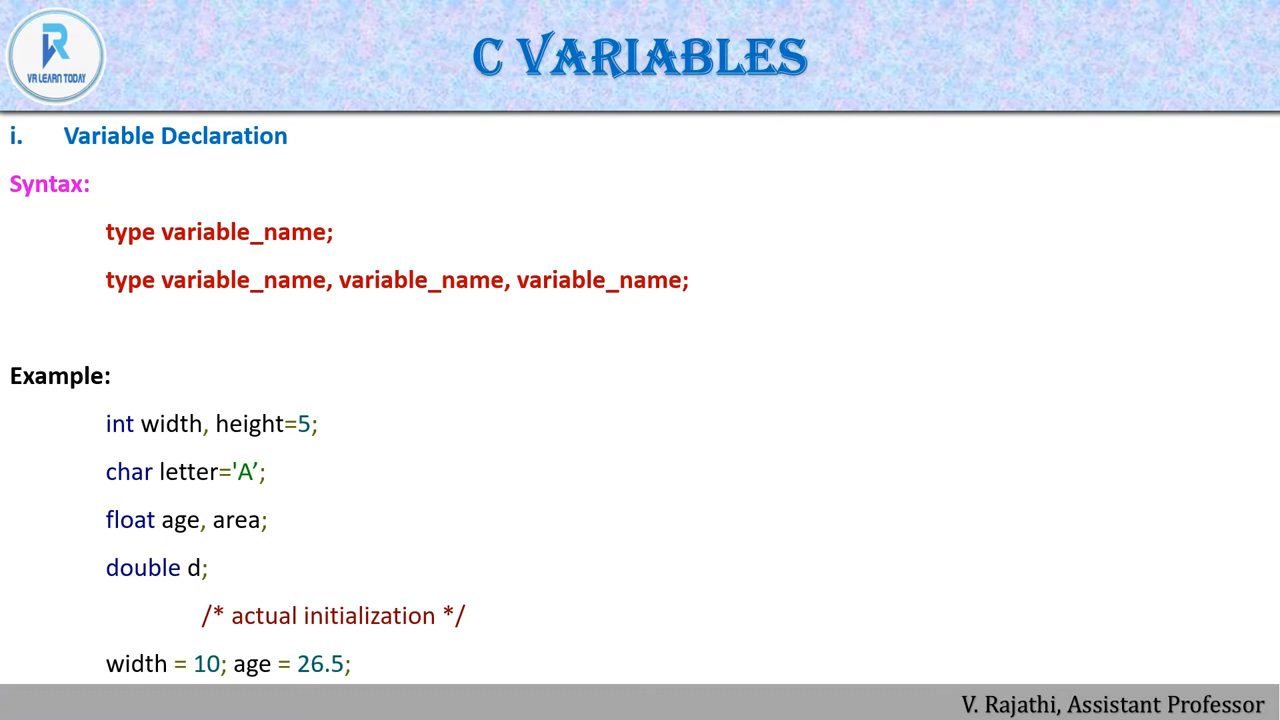 VR LEARN TODAY
C VARIABLES
i. Variable Declaration
Syntax:
type variable_name;
type variable_name, variable_name, variable_name;
Example:
int width, height=5;
char letter='A’;
float age, area;
double d;
/* actual initialization */
width = 10; age = 26.5;
V. Rajathi, Assistant Professor